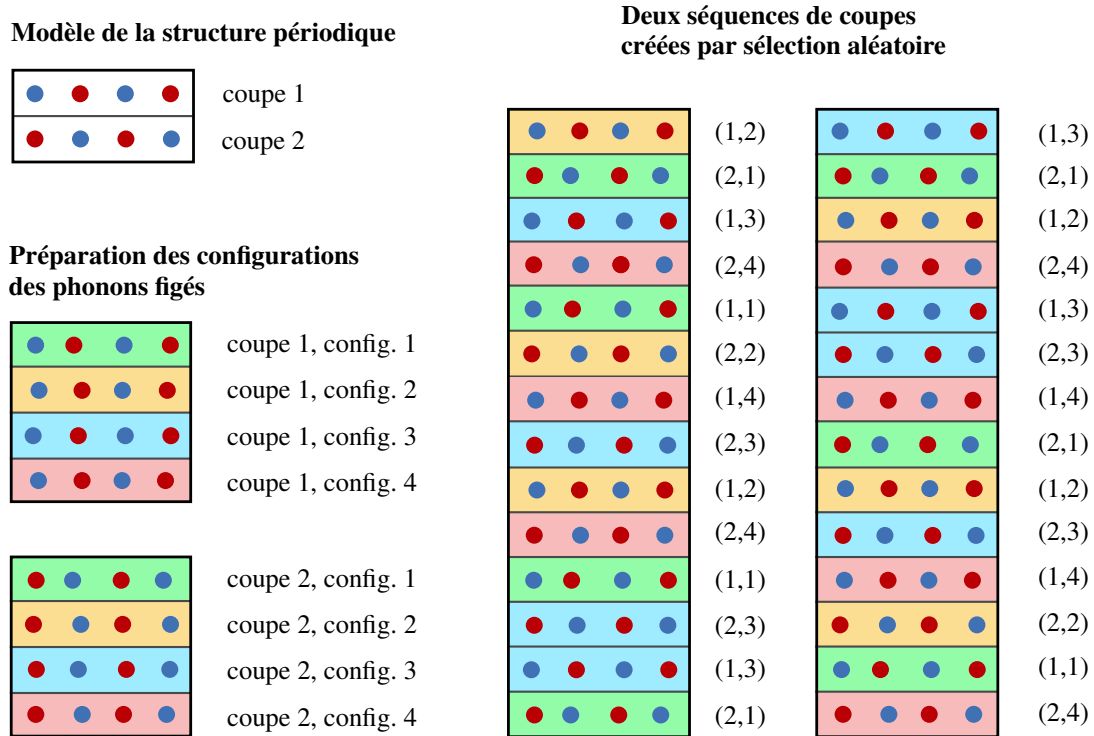 Modèle de la structure périodique
coupe 1
coupe 2
Préparation des configurations
des phonons figés
coupe 1, config. 1
coupe 1, config. 2
coupe 1, config. 3
coupe 1, config. 4
coupe 2, config. 1
coupe 2, config. 2
coupe 2, config. 3
coupe 2, config. 4
Deux séquences de coupes
créées par sélection aléatoire
(1,2)
(2,1)
(1,3)
(2,4)
(1,1)
(2,2)
(1,4)
(2,3)
(1,2)
(2,4)
(1,1)
(2,3)
(1,3)
(2,1)
(1,3)
(2,1)
(1,2)
(2,4)
(1,3)
(2,3)
(1,4)
(2,1)
(1,2)
(2,3)
(1,4)
(2,2)
(1,1)
(2,4)